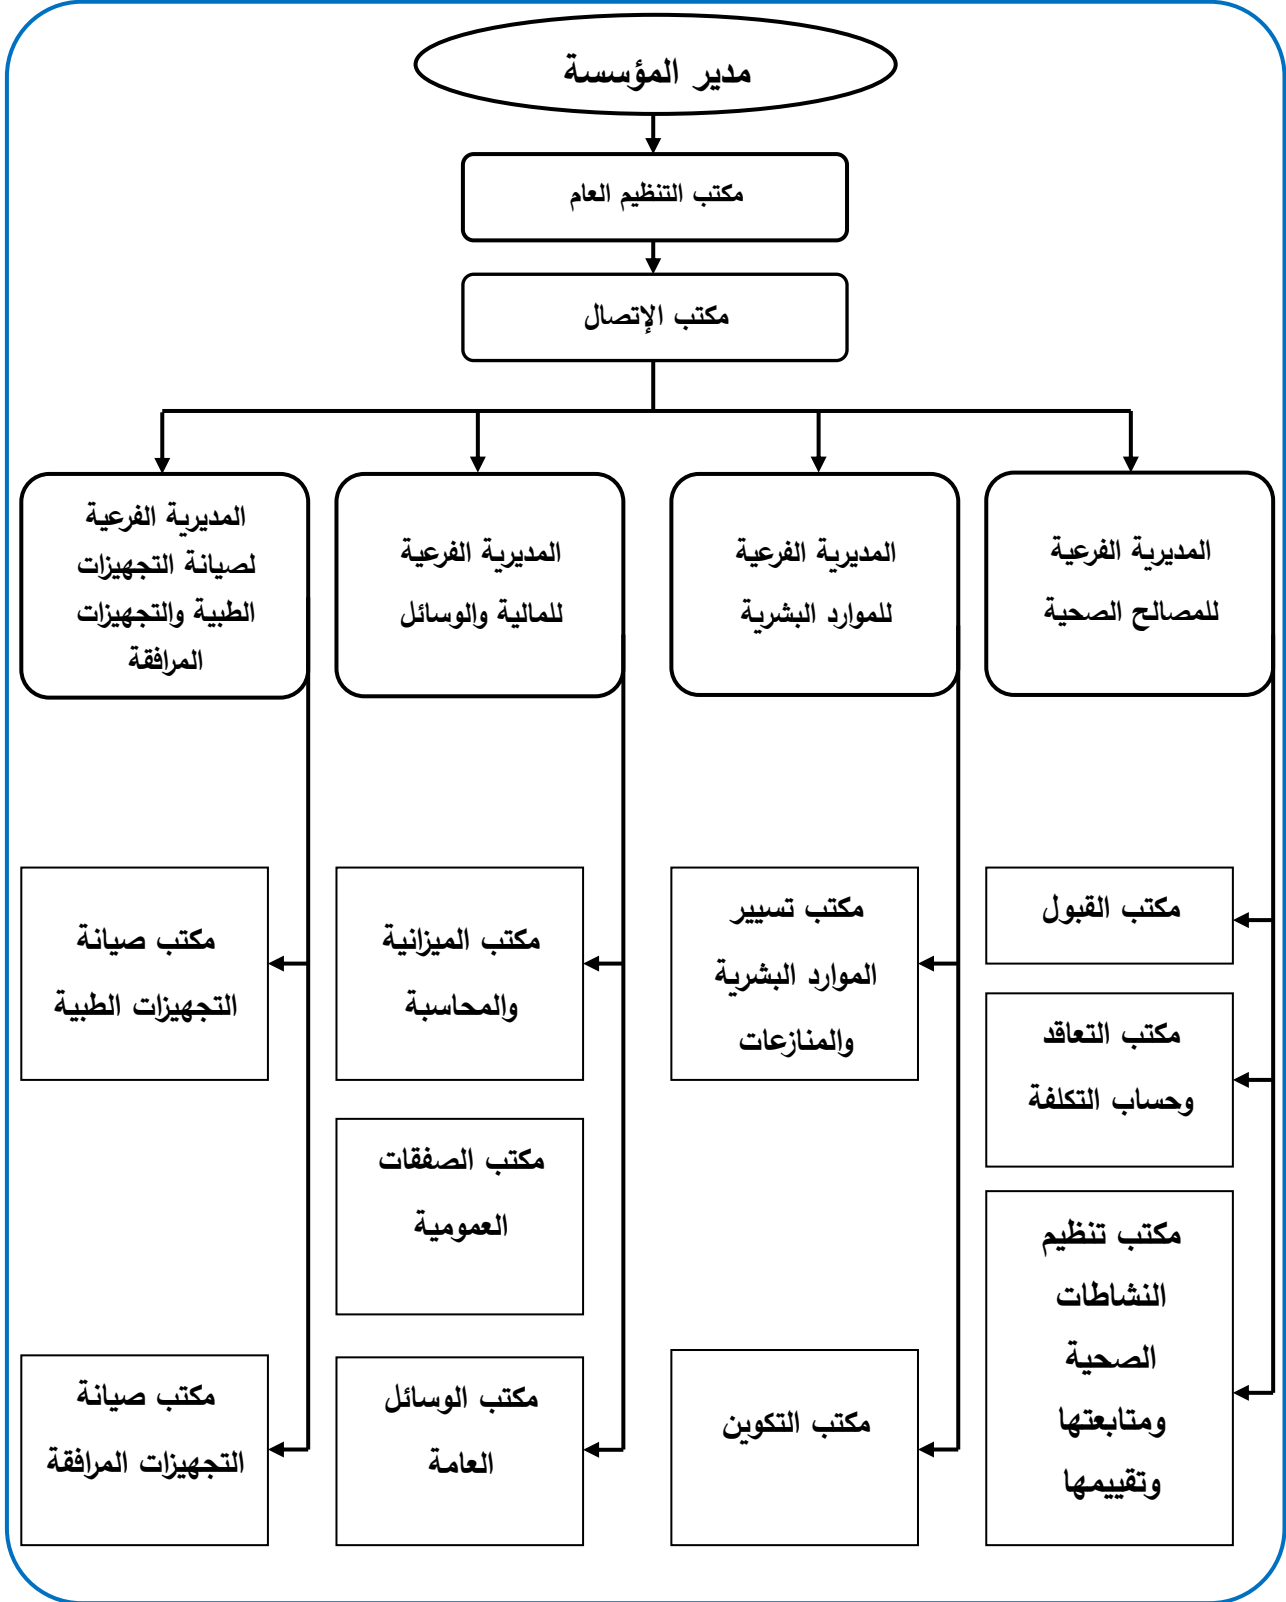 مدير المؤسسة
مكتب التنظيم العام
مكتب الإتصال
المديرية الفرعية
للمصالح الصحية
المديرية الفرعية
للموارد البشرية
المديرية الفرعية
للمالية والوسائل
المديرية الفرعية
لصيانة التجهيزات
الطبية والتجهيزات
المرافقة
مكتب القبول
مكتب التعاقد
وحساب التكلفة
مكتب تنظيم
النشاطات
الصحية
ومتابعتها
وتقييمها
مكتب تسيير
الموارد البشرية
والمنازعات
مكتب التكوين
مكتب الميزانية
والمحاسبة
مكتب الصفقات
العمومية
مكتب الوسائل
العامة
مكتب صيانة
التجهيزات الطبية
مكتب صيانة
التجهيزات المرافقة